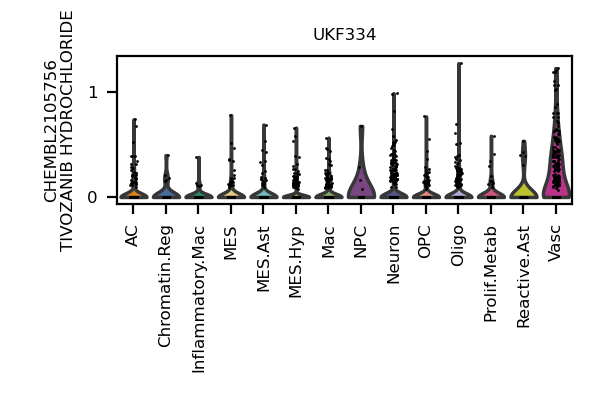 UKF334
CHEMBL2105756
TIVOZANIB HYDROCHLORIDE
1
0
AC
Chromatin.Reg
Inflammatory.Mac
MES
MES.Ast
MES.Hyp
Mac
NPC
Neuron
OPC
Oligo
Prolif.Metab
Reactive.Ast
Vasc